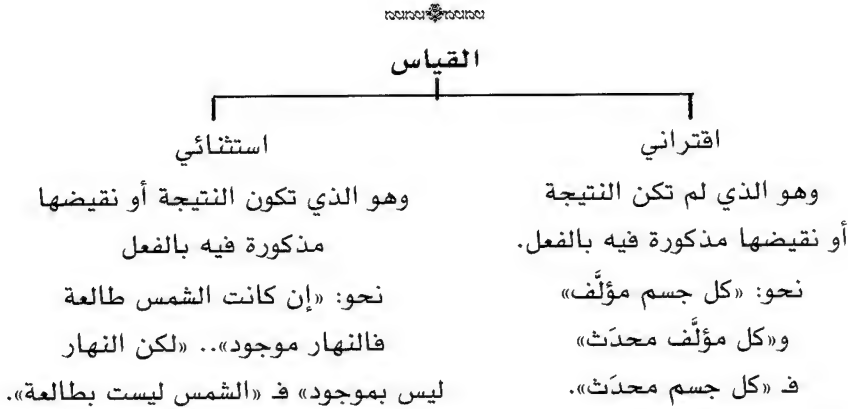 القياس
اقتراني
وهو الذي لم تكن النتيجة
أو نقيضها مذكورة فيه بالفعل.
نحو: «كل جسم مؤلَّف»
و«كل مؤلَّف محدَث»
فـ «كل جسم محدَث».
استثنائي
وهو الذي تكون النتيجة أو نقيضها
مذكورة فيه بالفعل
نحو: «إن كانت الشمس طالعة
فالنهار موجود».. «لكن النهار
ليس بموجود» فـ «الشمس ليست بطالعة».